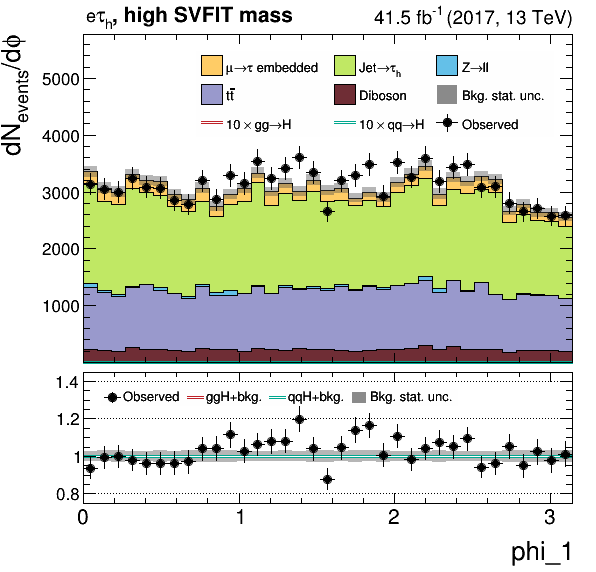 eτh, high SVFIT mass 41.5 fb⁻¹ (2017, 13 TeV)
dNevents/dϕ
μ→τ embedded Jet→τh Z→ll
tt̄ Diboson Bkg. stat. unc.
10 × gg→H 10 × qq→H Observed
5000
4000
3000
2000
1000
Observed ggH+bkg. qqH+bkg. Bkg. stat. unc.
1.4
1.2
1.0
0.8
0 1 2 3
phi_1